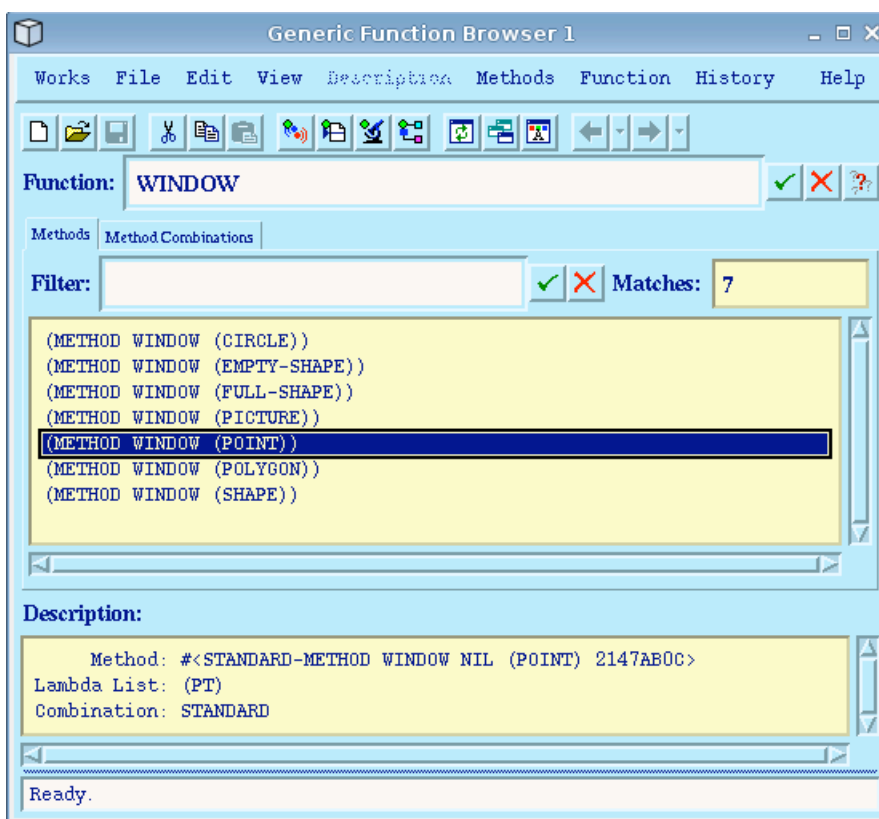 Generic Function Browser 1
Works File Edit View Description Methods Function History Help
Function: WINDOW
Methods Method Combinations
Filter: Matches: 7
(METHOD WINDOW (CIRCLE))
(METHOD WINDOW (EMPTY-SHAPE))
(METHOD WINDOW (FULL-SHAPE))
(METHOD WINDOW (PICTURE))
(METHOD WINDOW (POINT))
(METHOD WINDOW (POLYGON))
(METHOD WINDOW (SHAPE))
Description:
Method: #<STANDARD-METHOD WINDOW NIL (POINT) 2147AB0C>
Lambda List: (PT)
Combination: STANDARD
Ready.